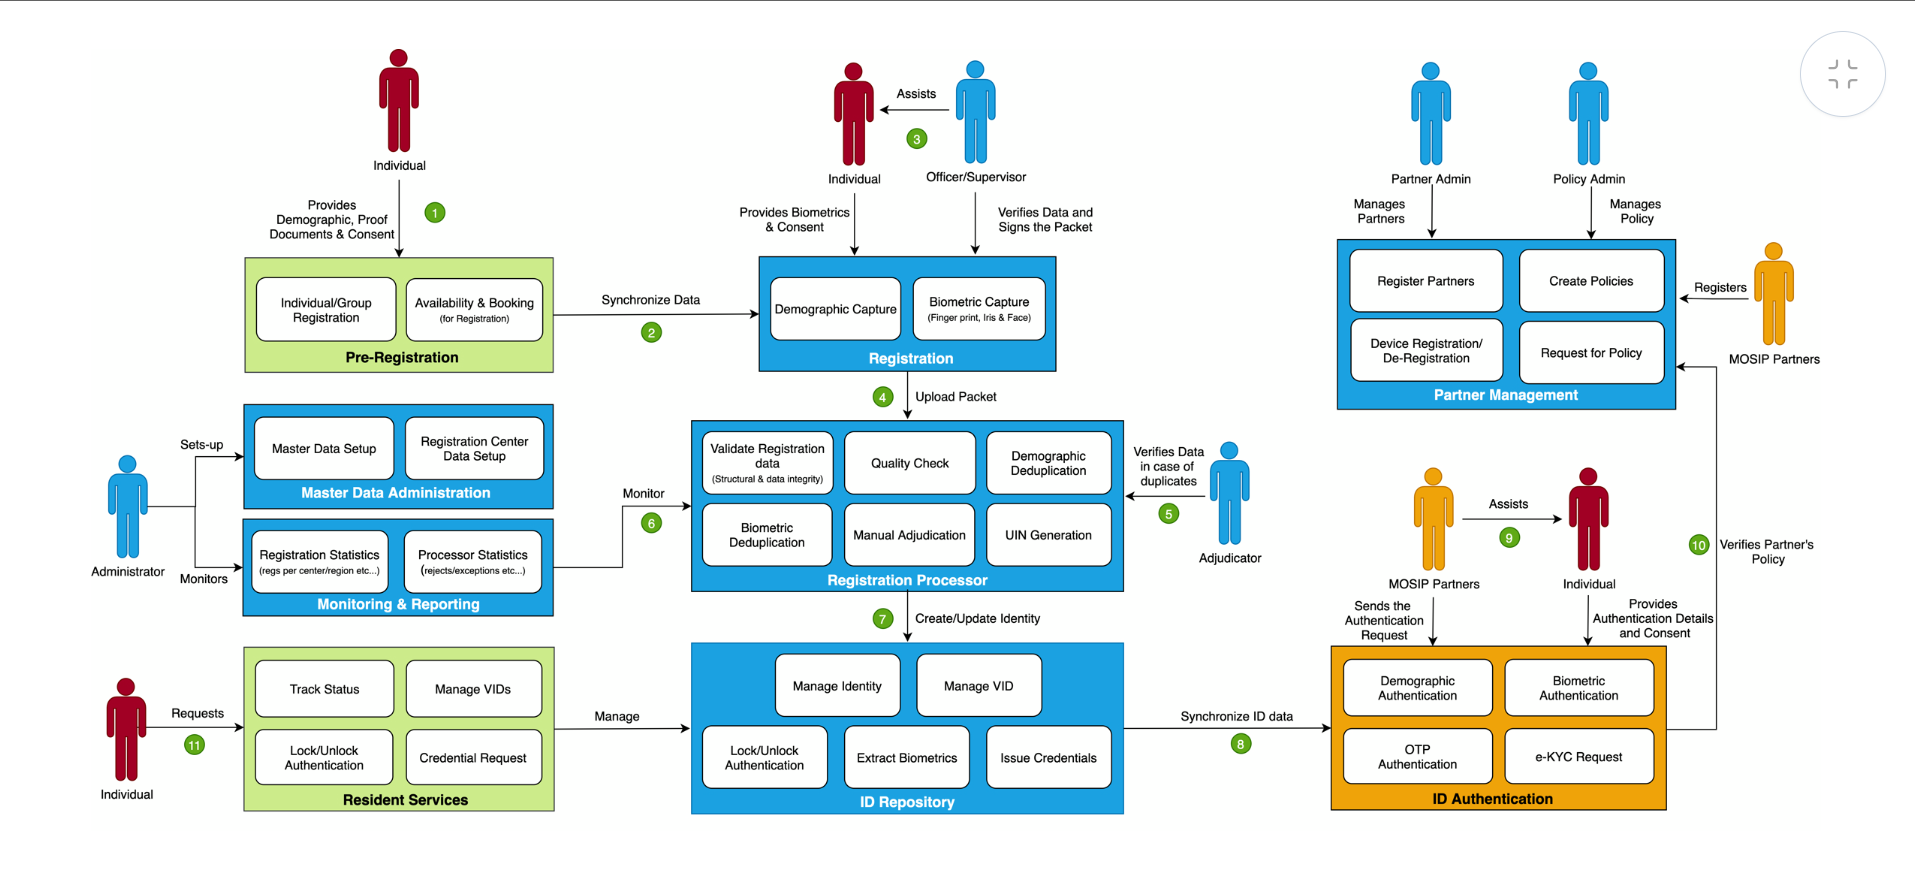 Individual
Provides
Demographic, Proof
Documents & Consent
1
Individual/Group
Registration
Availability & Booking
(for Registration)
Pre-Registration
Synchronize Data
2
Individual
Assists
3
Officer/Supervisor
Provides Biometrics
& Consent
Verifies Data and
Signs the Packet
Demographic Capture
Biometric Capture
(Finger print, Iris & Face)
Registration
4
Upload Packet
Partner Admin
Policy Admin
Manages
Partners
Manages
Policy
Register Partners
Create Policies
Device Registration/
De-Registration
Request for Policy
Partner Management
Registers
MOSIP Partners
Administrator
Sets-up
Monitors
Master Data Setup
Registration Center
Data Setup
Master Data Administration
Registration Statistics
(regs per center/region etc...)
Processor Statistics
(rejects/exceptions etc...)
Monitoring & Reporting
Monitor
6
Validate Registration
data
(Structural & data integrity)
Quality Check
Demographic
Deduplication
Biometric
Deduplication
Manual Adjudication
UIN Generation
Registration Processor
Verifies Data
in case of
duplicates
5
Adjudicator
7
Create/Update Identity
MOSIP Partners
Assists
9
Individual
Sends the
Authentication
Request
Provides
Authentication Details
and Consent
10
Verifies Partner's
Policy
Individual
Requests
11
Track Status
Manage VIDs
Lock/Unlock
Authentication
Credential Request
Resident Services
Manage
Manage Identity
Manage VID
Lock/Unlock
Authentication
Extract Biometrics
Issue Credentials
ID Repository
Synchronize ID data
8
Demographic
Authentication
Biometric
Authentication
OTP
Authentication
e-KYC Request
ID Authentication